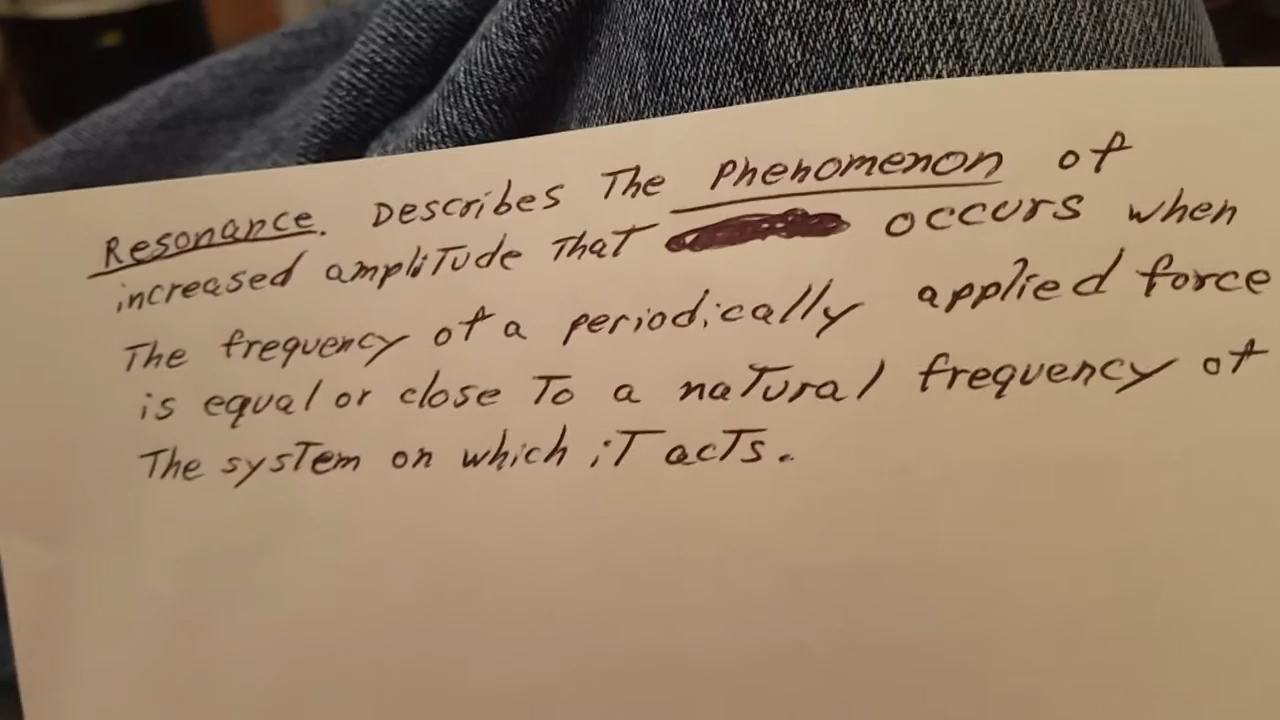 Resonance. Describes The Phenomenon of
increased ampliTude That occurs when
The frequency of a periodically applied force
is equal or close To a naTural frequency of
The sysTem on which iT acTs.